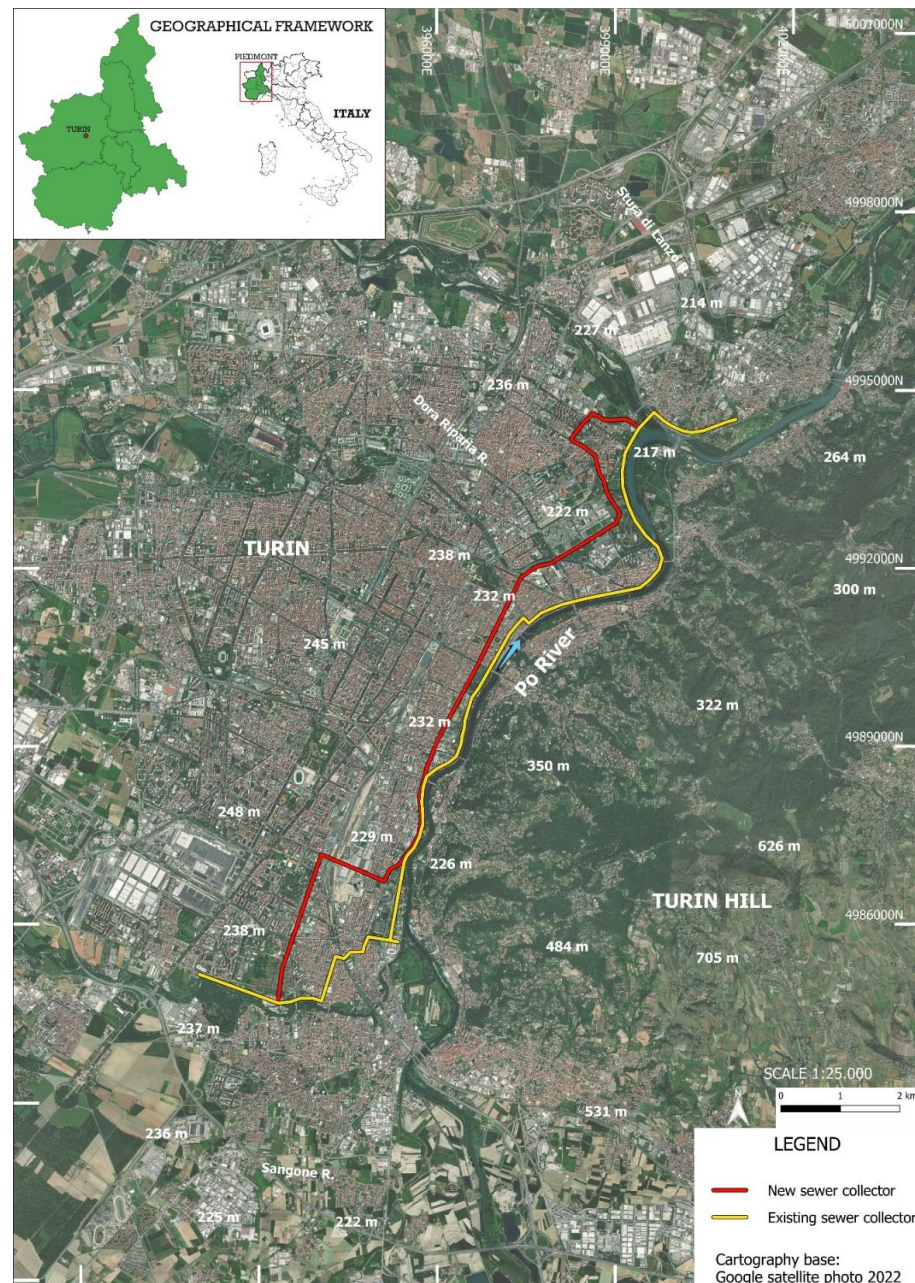 GEOGRAPHICAL FRAMEWORK
PIEDMONT
ITALY
TURIN
396000E
399000E
5001000N
4998000N
Stura di Lanzo
214 m
227 m
236 m
4995000N
Dora Riparia R.
217 m
264 m
222 m
TURIN
238 m
4992000N
232 m
300 m
245 m
Po River
322 m
232 m
4989000N
350 m
248 m
229 m
226 m
626 m
TURIN HILL
4986000N
238 m
484 m
705 m
237 m
SCALE 1:25.000
N
0 1 2 km
531 m
236 m
LEGEND
Sangone R.
New sewer collector
225 m
222 m
Existing sewer collector
Cartography base:
Google satellite photo 2022